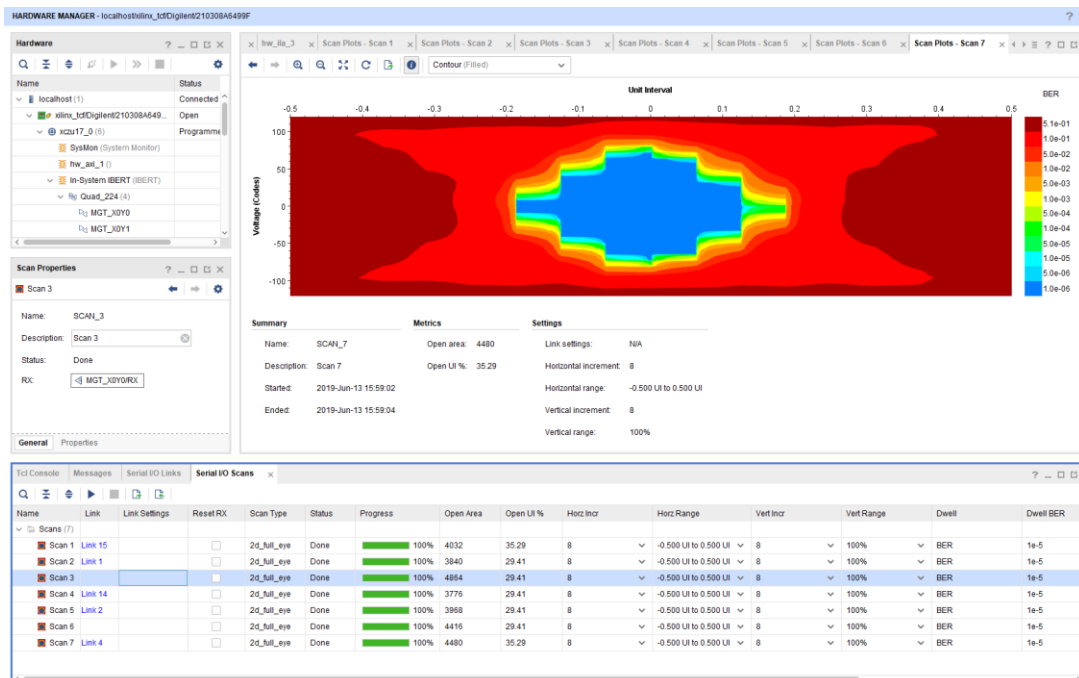 HARDWARE MANAGER - localhost/xilinx_tcf/Digilent/210308A6499F
Hardware
Name Status
localhost (1) Connected
xilinx_tcf/Digilent/210308A649... Open
xczu17_0 (6) Programme
SysMon (System Monitor)
hw_axi_1 ()
In-System IBERT (IBERT)
Quad_224 (4)
MGT_X0Y0
MGT_X0Y1
Scan Properties
Scan 3
Name: SCAN_3
Description: Scan 3
Status: Done
RX: MGT_X0Y0/RX
General Properties
hw_ila_3 Scan Plots - Scan 1 Scan Plots - Scan 2 Scan Plots - Scan 3 Scan Plots - Scan 4 Scan Plots - Scan 5 Scan Plots - Scan 6 Scan Plots - Scan 7
Contour (Filled)
Unit Interval
BER
-0.5 -0.4 -0.3 -0.2 -0.1 0 0.1 0.2 0.3 0.4 0.5
Voltage (Codes)
100
50
0
-50
-100
5.1e-01
1.0e-01
5.0e-02
1.0e-02
5.0e-03
1.0e-03
5.0e-04
1.0e-04
5.0e-05
1.0e-05
5.0e-06
1.0e-06
Summary Metrics Settings
Name: SCAN_7 Open area: 4480 Link settings: N/A
Description: Scan 7 Open UI %: 35.29 Horizontal increment: 8
Started: 2019-Jun-13 15:59:02 Horizontal range: -0.500 UI to 0.500 UI
Ended: 2019-Jun-13 15:59:04 Vertical increment: 8
Vertical range: 100%
Tcl Console Messages Serial I/O Links Serial I/O Scans
Name Link Link Settings Reset RX Scan Type Status Progress Open Area Open UI % Horz Incr Horz Range Vert Incr Vert Range Dwell Dwell BER
Scans (7)
Scan 1 Link 15 2d_full_eye Done 100% 4032 35.29 8 -0.500 UI to 0.500 UI 8 100% BER 1e-5
Scan 2 Link 1 2d_full_eye Done 100% 3840 29.41 8 -0.500 UI to 0.500 UI 8 100% BER 1e-5
Scan 3 2d_full_eye Done 100% 4864 29.41 8 -0.500 UI to 0.500 UI 8 100% BER 1e-5
Scan 4 Link 14 2d_full_eye Done 100% 3776 29.41 8 -0.500 UI to 0.500 UI 8 100% BER 1e-5
Scan 5 Link 2 2d_full_eye Done 100% 3968 29.41 8 -0.500 UI to 0.500 UI 8 100% BER 1e-5
Scan 6 2d_full_eye Done 100% 4416 29.41 8 -0.500 UI to 0.500 UI 8 100% BER 1e-5
Scan 7 Link 4 2d_full_eye Done 100% 4480 35.29 8 -0.500 UI to 0.500 UI 8 100% BER 1e-5